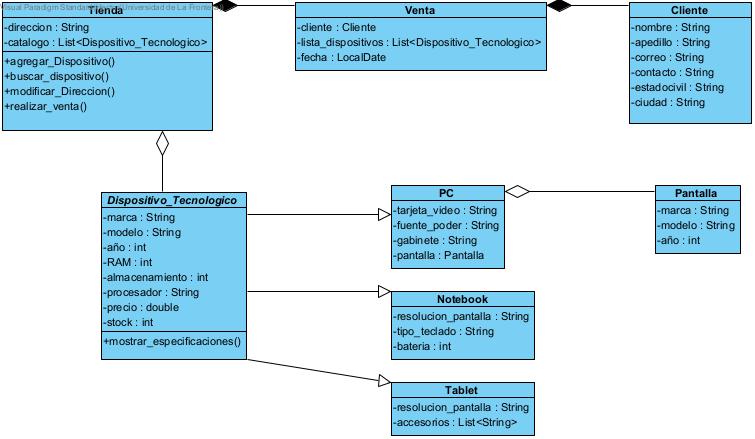 Visual Paradigm Standard (Universidad de La Frontera)
Tienda
-direccion : String
-catalogo : List<Dispositivo_Tecnologico>
+agregar_Dispositivo()
+buscar_dispositivo()
+modificar_Direccion()
+realizar_venta()
Venta
-cliente : Cliente
-lista_dispositivos : List<Dispositivo_Tecnologico>
-fecha : LocalDate
Cliente
-nombre : String
-apedillo : String
-correo : String
-contacto : String
-estadocivil : String
-ciudad : String
Dispositivo_Tecnologico
-marca : String
-modelo : String
-año : int
-RAM : int
-almacenamiento : int
-procesador : String
-precio : double
-stock : int
+mostrar_especificaciones()
PC
-tarjeta_video : String
-fuente_poder : String
-gabinete : String
-pantalla : Pantalla
Pantalla
-marca : String
-modelo : String
-año : int
Notebook
-resolucion_pantalla : String
-tipo_teclado : String
-bateria : int
Tablet
-resolucion_pantalla : String
-accesorios : List<String>